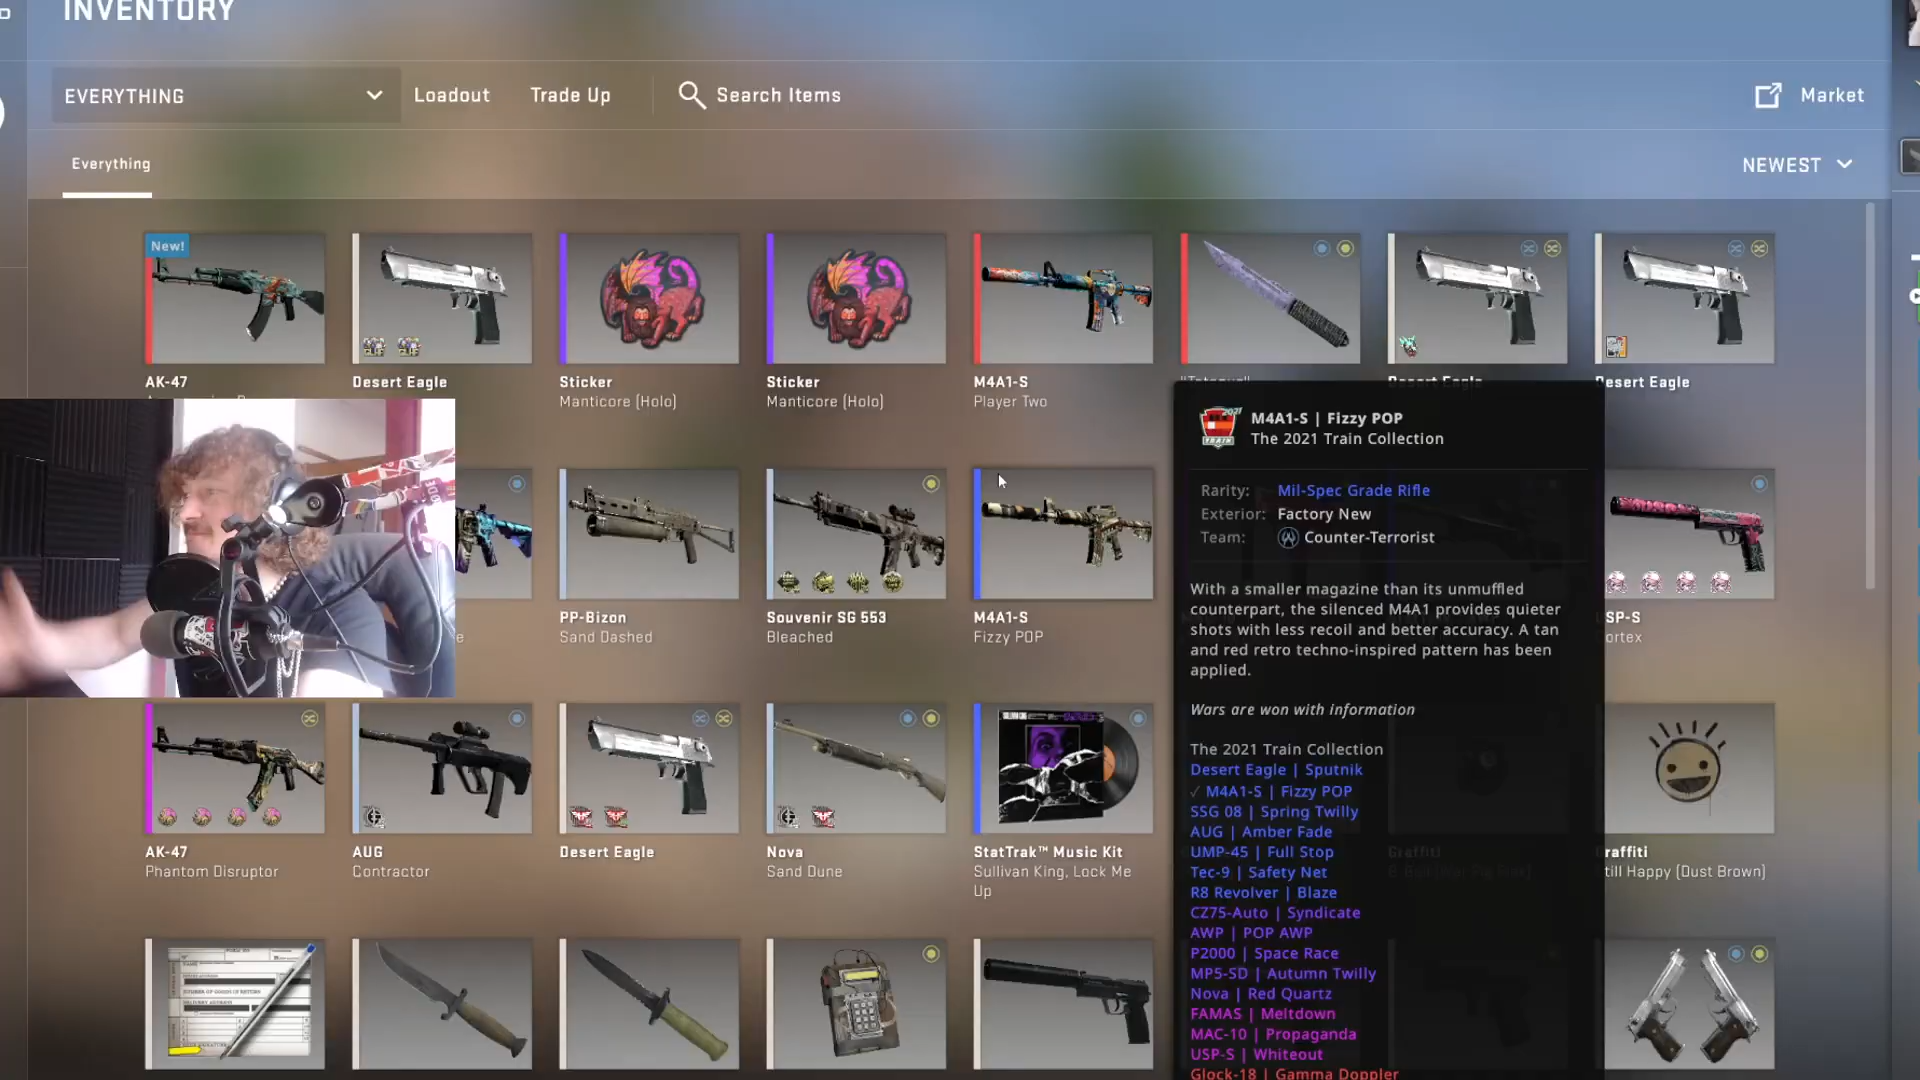 INVENTORY
EVERYTHING
Loadout
Trade Up
Search Items
Market
Everything
NEWEST
New!
AK-47
Desert Eagle
Sticker
Manticore (Holo)
Sticker
Manticore (Holo)
M4A1-S
Player Two
Desert Eagle
M4A1-S | Fizzy POP
The 2021 Train Collection
Rarity: Mil-Spec Grade Rifle
Exterior: Factory New
Team: Counter-Terrorist
With a smaller magazine than its unmuffled
counterpart, the silenced M4A1 provides quieter
shots with less recoil and better accuracy. A tan
and red retro techno-inspired pattern has been
applied.
Wars are won with information
The 2021 Train Collection
Desert Eagle | Sputnik
✓ M4A1-S | Fizzy POP
SSG 08 | Spring Twilly
AUG | Amber Fade
UMP-45 | Full Stop
Tec-9 | Safety Net
R8 Revolver | Blaze
CZ75-Auto | Syndicate
AWP | POP AWP
P2000 | Space Race
MP5-SD | Autumn Twilly
Nova | Red Quartz
FAMAS | Meltdown
MAC-10 | Propaganda
USP-S | Whiteout
Glock-18 | Gamma Doppler
PP-Bizon
Sand Dashed
Souvenir SG 553
Bleached
M4A1-S
Fizzy POP
SP-S
ortex
AK-47
Phantom Disruptor
AUG
Contractor
Desert Eagle
Nova
Sand Dune
StatTrak™ Music Kit
Sullivan King, Lock Me
Up
Graffiti
raffiti
till Happy (Dust Brown)